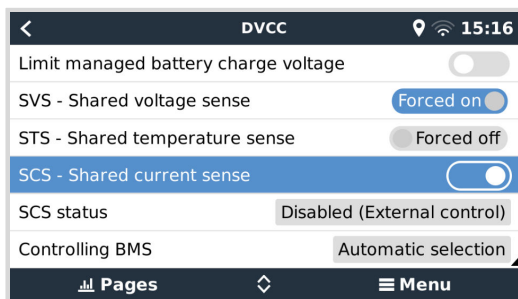 DVCC 15:16
Limit managed battery charge voltage
SVS - Shared voltage sense Forced on
STS - Shared temperature sense Forced off
SCS - Shared current sense
SCS status Disabled (External control)
Controlling BMS Automatic selection
Pages Menu